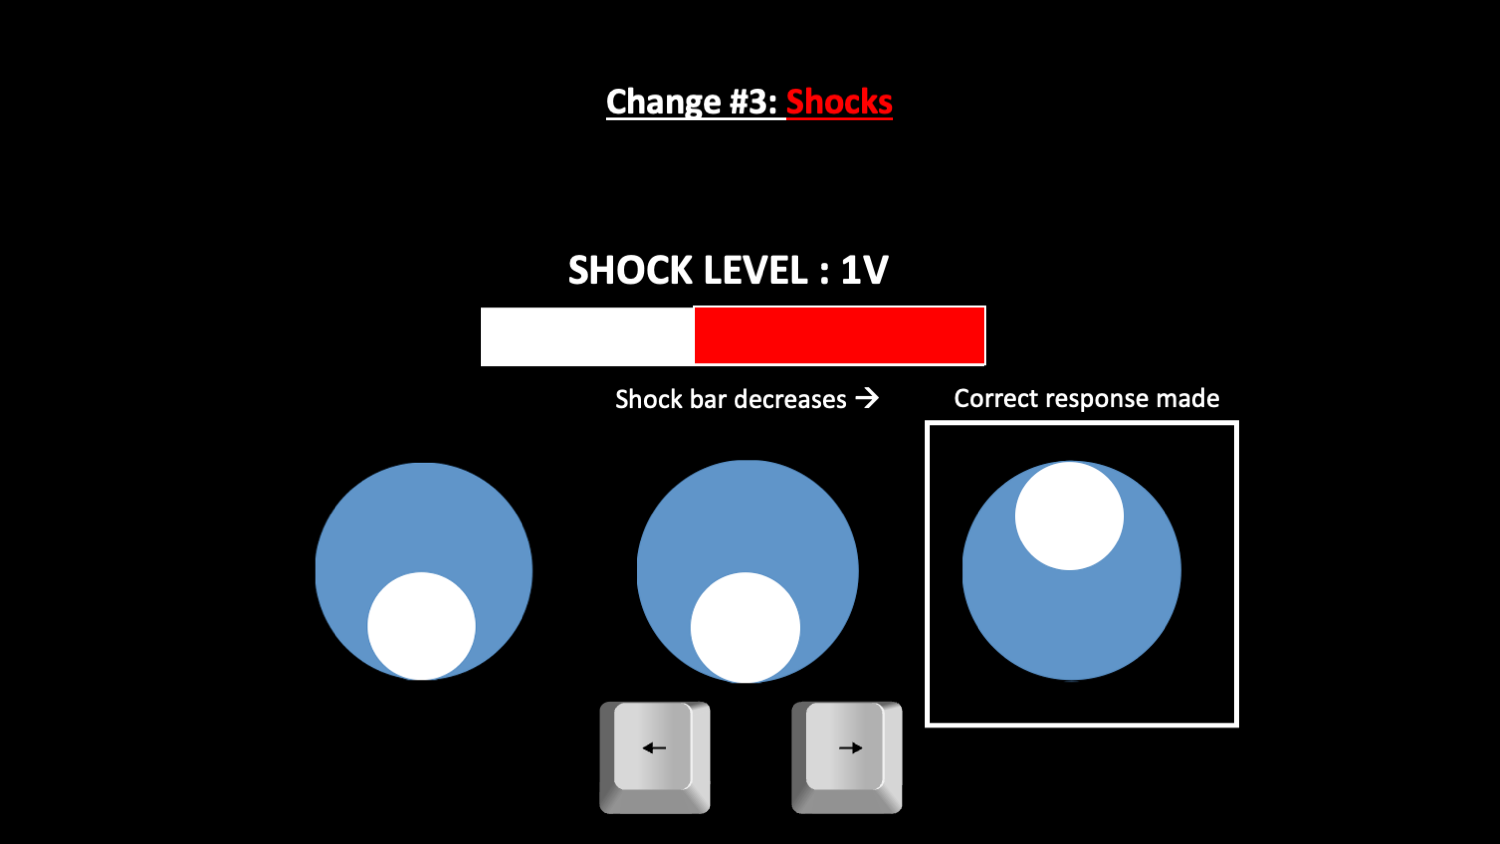 Change #3: Shocks
SHOCK LEVEL : 1V
Shock bar decreases →
Correct response made
← →